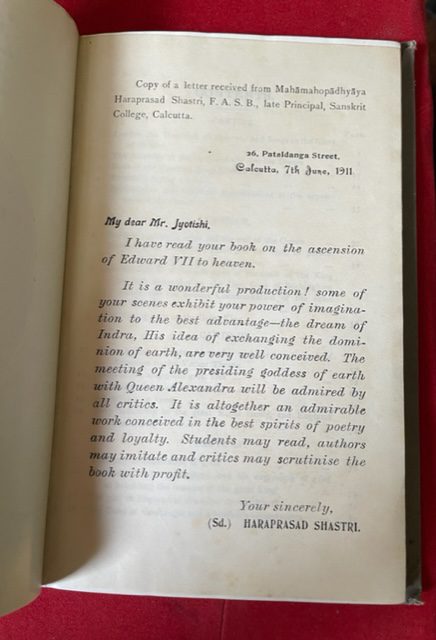 Copy of a letter received from Mahāmahopādhyāya
Haraprasad Shastri, F. A. S. B., late Principal, Sanskrit
College, Calcutta.
26, Pataldanga Street,
Calcutta, 7th June, 1911
My dear Mr. Jyotishi,
I have read your book on the ascension
of Edward VII to heaven.
It is a wonderful production! some of
your scenes exhibit your power of imagina-
tion to the best advantage—the dream of
Indra, His idea of exchanging the domi-
nion of earth, are very well conceived. The
meeting of the presiding goddess of earth
with Queen Alexandra will be admired by
all critics. It is altogether an admirable
work conceived in the best spirits of poetry
and loyalty. Students may read, authors
may imitate and critics may scrutinise the
book with profit.
Your sincerely,
(Sd.) HARAPRASAD SHASTRI.